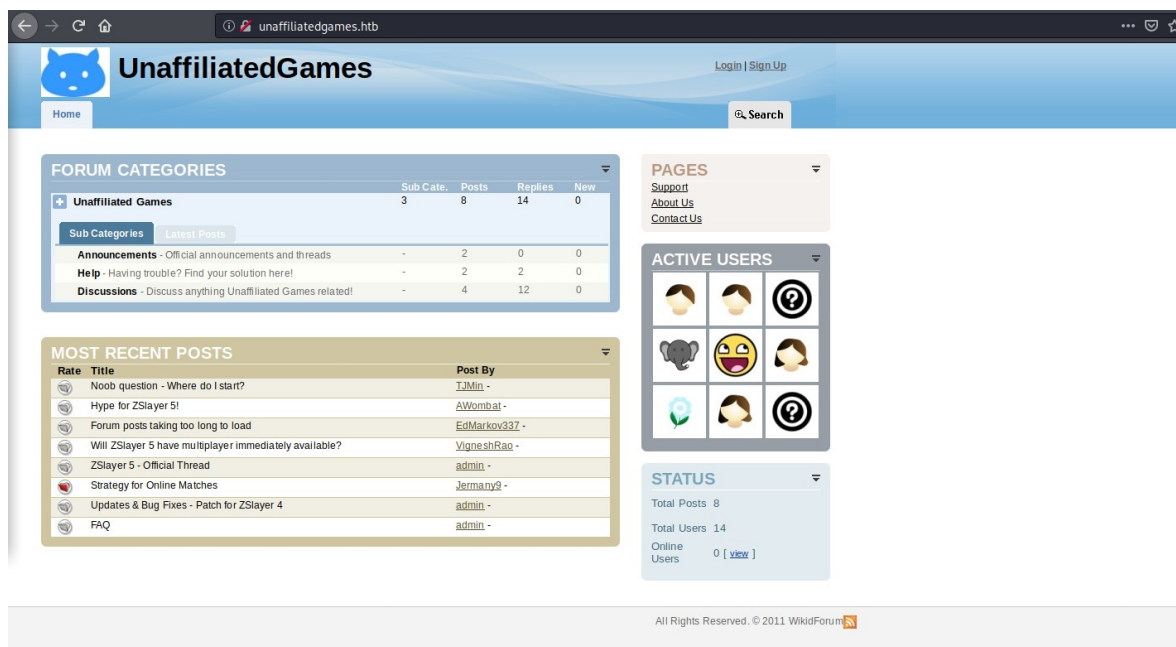 unaffiliatedgames.htb
UnaffiliatedGames
Login | Sign Up
Home
Search
FORUM CATEGORIES
Sub Cate. Posts Replies New
Unaffiliated Games 3 8 14 0
Sub Categories Latest Posts
Announcements - Official announcements and threads - 2 0 0
Help - Having trouble? Find your solution here! - 2 2 0
Discussions - Discuss anything Unaffiliated Games related! - 4 12 0
MOST RECENT POSTS
Rate Title Post By
Noob question - Where do I start? TJMin -
Hype for ZSlayer 5! AWombat -
Forum posts taking too long to load EdMarkov337 -
Will ZSlayer 5 have multiplayer immediately available? VigneshRao -
ZSlayer 5 - Official Thread admin -
Strategy for Online Matches Jermany9 -
Updates & Bug Fixes - Patch for ZSlayer 4 admin -
FAQ admin -
PAGES
Support
About Us
Contact Us
ACTIVE USERS
STATUS
Total Posts 8
Total Users 14
Online
Users 0 [ view ]
All Rights Reserved. © 2011 WikidForum